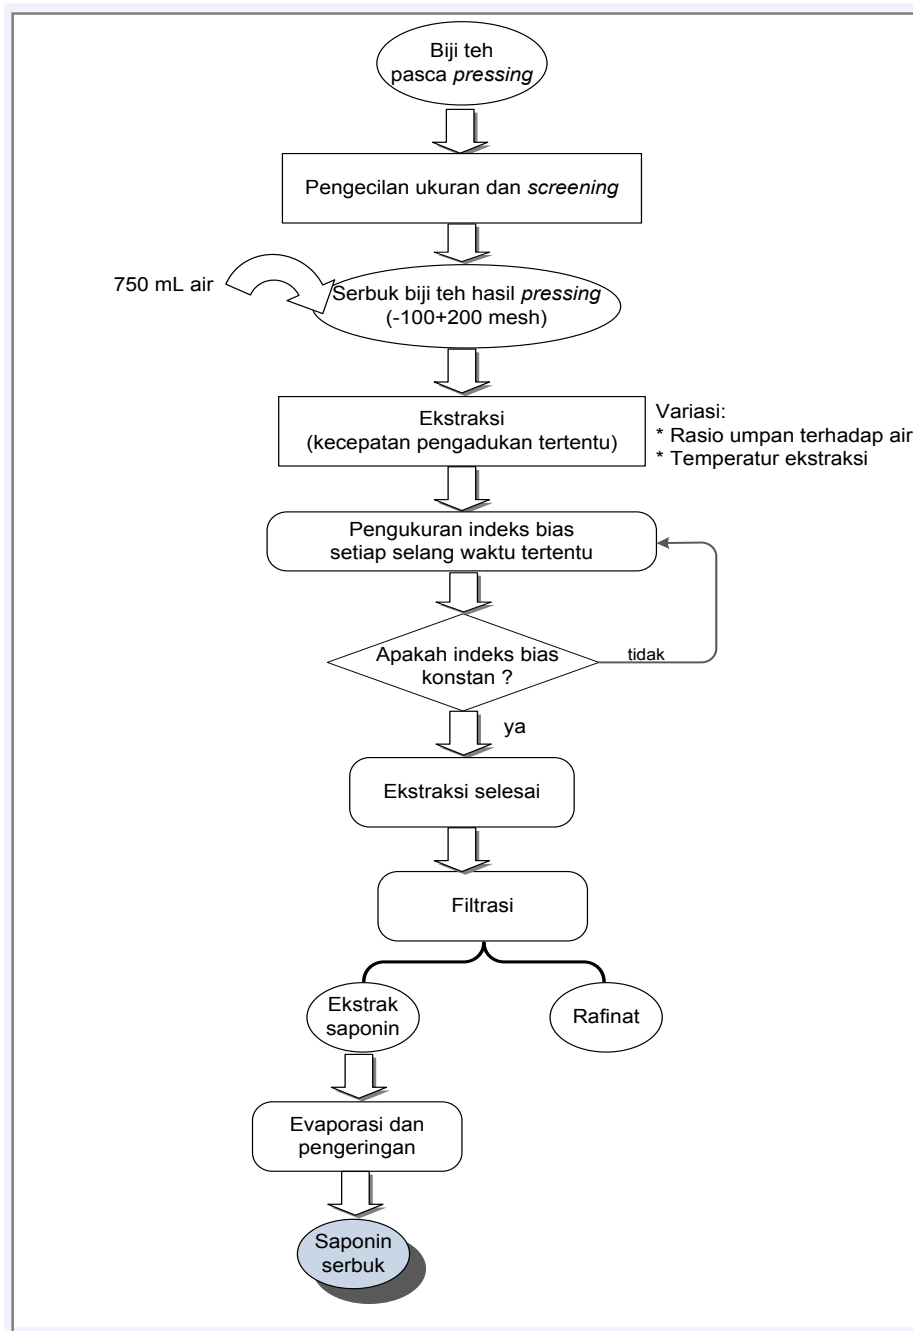 Biji teh
pasca pressing
Pengecilan ukuran dan screening
750 mL air
Serbuk biji teh hasil pressing
(-100+200 mesh)
Ekstraksi
(kecepatan pengadukan tertentu)
Variasi:
* Rasio umpan terhadap air
* Temperatur ekstraksi
Pengukuran indeks bias
setiap selang waktu tertentu
Apakah indeks bias
konstan ?
tidak
ya
Ekstraksi selesai
Filtrasi
Ekstrak
saponin
Rafinat
Evaporasi dan
pengeringan
Saponin
serbuk